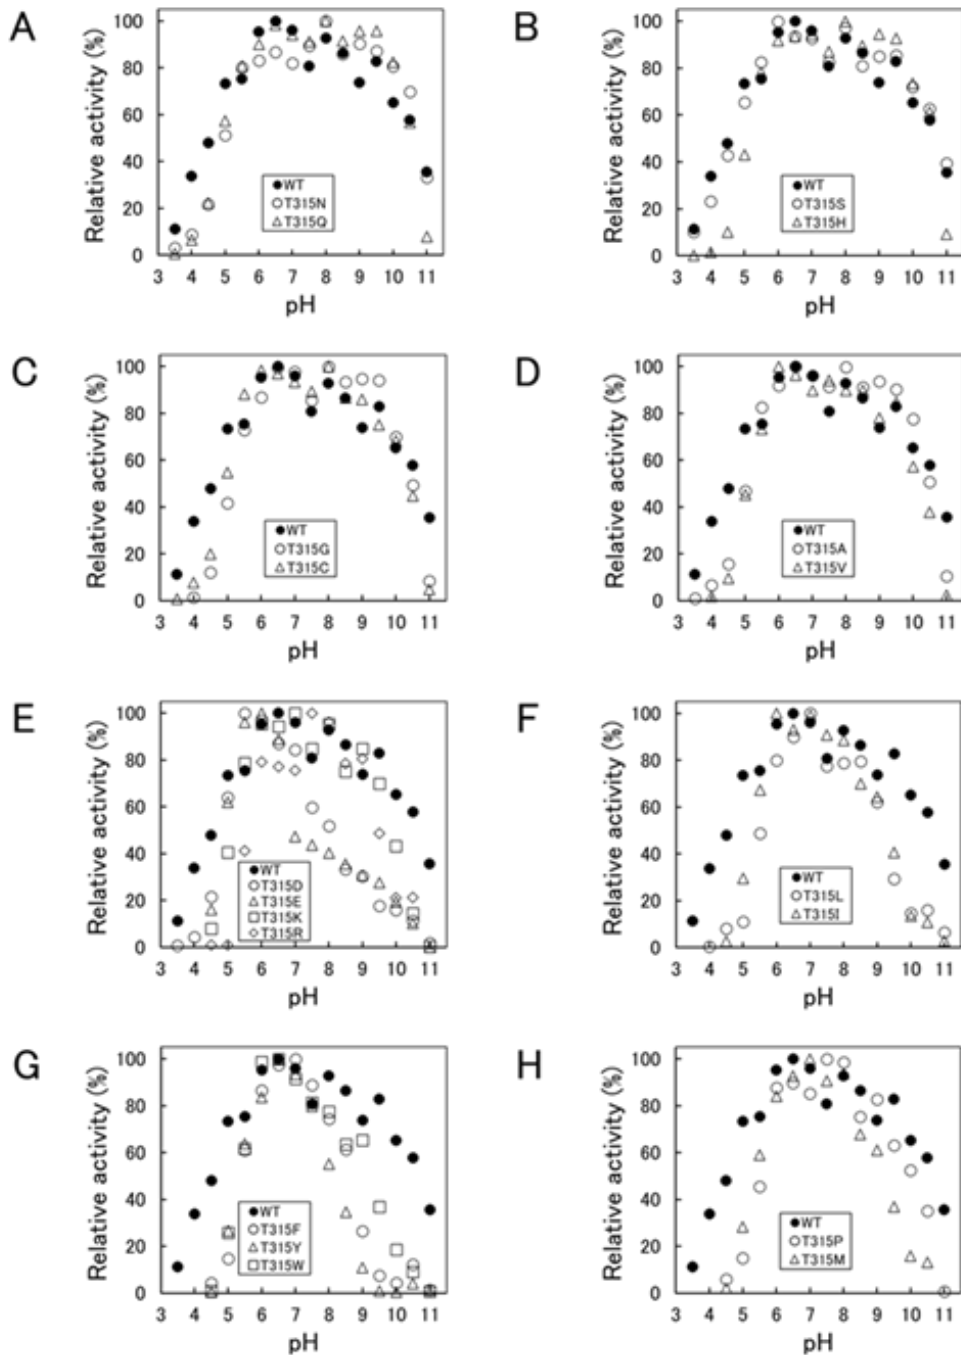 A
Relative activity (%)
100
80
60
40
20
0
WT
T315N
T315Q
3 4 5 6 7 8 9 10 11
pH
B
Relative activity (%)
100
80
60
40
20
0
WT
T315S
T315H
3 4 5 6 7 8 9 10 11
pH
C
Relative activity (%)
100
80
60
40
20
0
WT
T315G
T315C
3 4 5 6 7 8 9 10 11
pH
D
Relative activity (%)
100
80
60
40
20
0
WT
T315A
T315V
3 4 5 6 7 8 9 10 11
pH
E
Relative activity (%)
100
80
60
40
20
0
WT
T315D
T315E
T315K
T315R
3 4 5 6 7 8 9 10 11
pH
F
Relative activity (%)
100
80
60
40
20
0
WT
T315L
T315I
3 4 5 6 7 8 9 10 11
pH
G
Relative activity (%)
100
80
60
40
20
0
WT
T315F
T315Y
T315W
3 4 5 6 7 8 9 10 11
pH
H
Relative activity (%)
100
80
60
40
20
0
WT
T315P
T315M
3 4 5 6 7 8 9 10 11
pH